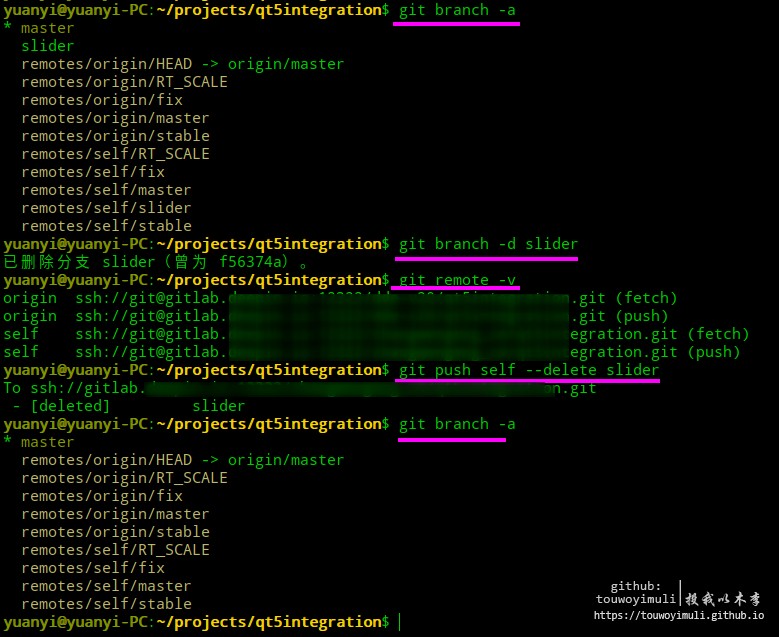 yuanyi@yuanyi-PC:~/projects/qt5integration$ git branch -a
* master
  slider
  remotes/origin/HEAD -> origin/master
  remotes/origin/RT_SCALE
  remotes/origin/fix
  remotes/origin/master
  remotes/origin/stable
  remotes/self/RT_SCALE
  remotes/self/fix
  remotes/self/master
  remotes/self/slider
  remotes/self/stable
yuanyi@yuanyi-PC:~/projects/qt5integration$ git branch -d slider
已删除分支 slider（曾为 f56374a）。
yuanyi@yuanyi-PC:~/projects/qt5integration$ git remote -v
origin  ssh://git@gitlab. .git (fetch)
origin  ssh://git@gitlab. .git (push)
self    ssh://git@gitlab. egration.git (fetch)
self    ssh://git@gitlab. egration.git (push)
yuanyi@yuanyi-PC:~/projects/qt5integration$ git push self --delete slider
To ssh://gitlab. on.git
 - [deleted]         slider
yuanyi@yuanyi-PC:~/projects/qt5integration$ git branch -a
* master
  remotes/origin/HEAD -> origin/master
  remotes/origin/RT_SCALE
  remotes/origin/fix
  remotes/origin/master
  remotes/origin/stable
  remotes/self/RT_SCALE
  remotes/self/fix
  remotes/self/master
  remotes/self/stable
yuanyi@yuanyi-PC:~/projects/qt5integration$
github:
touwoyimuli
投我以木李
https://touwoyimuli.github.io